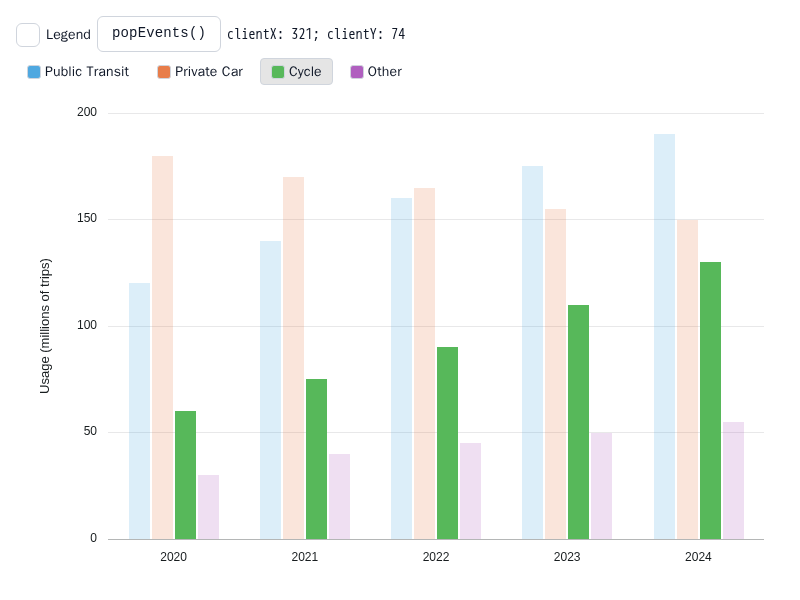 Legend popEvents() clientX: 321; clientY: 74
Public Transit Private Car Cycle Other
200
150
100
50
0
Usage (millions of trips)
2020 2021 2022 2023 2024